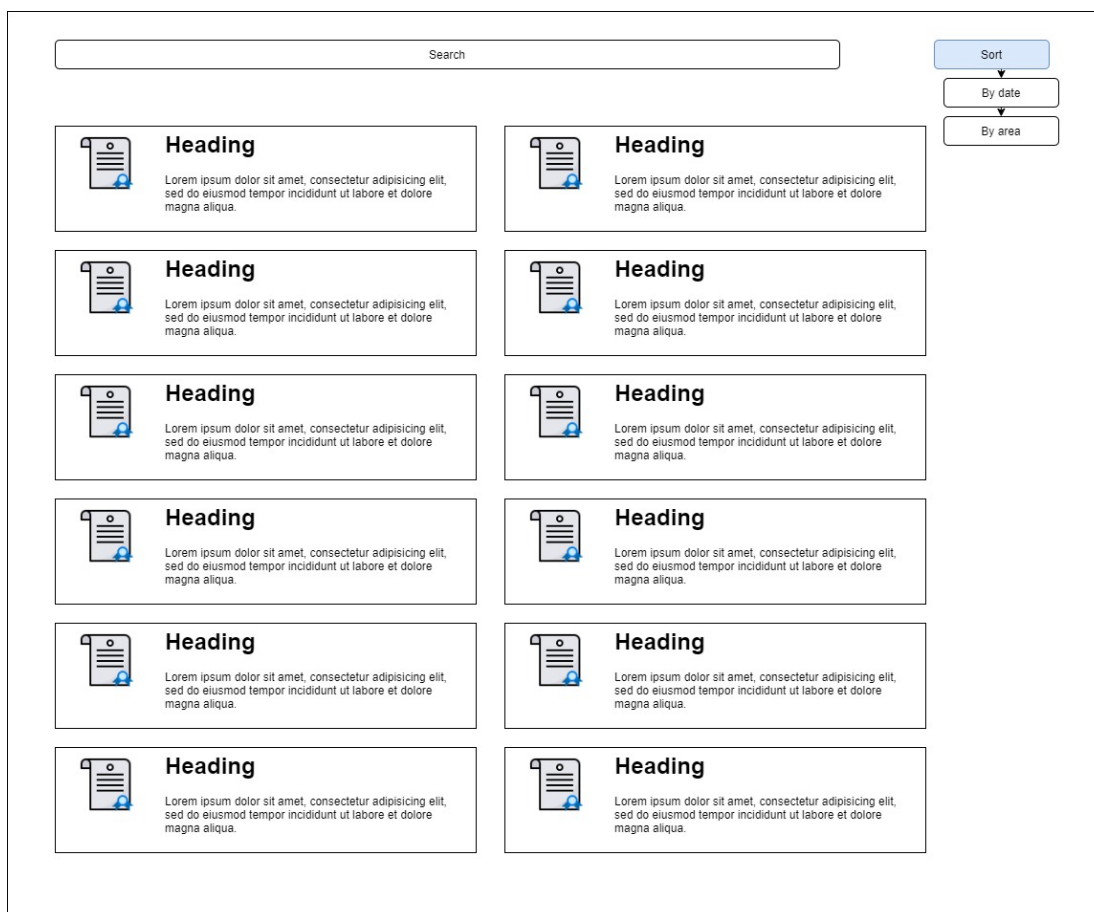 Search
Sort
By date
By area
Heading
Lorem ipsum dolor sit amet, consectetur adipisicing elit,
sed do eiusmod tempor incididunt ut labore et dolore
magna aliqua.
Heading
Lorem ipsum dolor sit amet, consectetur adipisicing elit,
sed do eiusmod tempor incididunt ut labore et dolore
magna aliqua.
Heading
Lorem ipsum dolor sit amet, consectetur adipisicing elit,
sed do eiusmod tempor incididunt ut labore et dolore
magna aliqua.
Heading
Lorem ipsum dolor sit amet, consectetur adipisicing elit,
sed do eiusmod tempor incididunt ut labore et dolore
magna aliqua.
Heading
Lorem ipsum dolor sit amet, consectetur adipisicing elit,
sed do eiusmod tempor incididunt ut labore et dolore
magna aliqua.
Heading
Lorem ipsum dolor sit amet, consectetur adipisicing elit,
sed do eiusmod tempor incididunt ut labore et dolore
magna aliqua.
Heading
Lorem ipsum dolor sit amet, consectetur adipisicing elit,
sed do eiusmod tempor incididunt ut labore et dolore
magna aliqua.
Heading
Lorem ipsum dolor sit amet, consectetur adipisicing elit,
sed do eiusmod tempor incididunt ut labore et dolore
magna aliqua.
Heading
Lorem ipsum dolor sit amet, consectetur adipisicing elit,
sed do eiusmod tempor incididunt ut labore et dolore
magna aliqua.
Heading
Lorem ipsum dolor sit amet, consectetur adipisicing elit,
sed do eiusmod tempor incididunt ut labore et dolore
magna aliqua.
Heading
Lorem ipsum dolor sit amet, consectetur adipisicing elit,
sed do eiusmod tempor incididunt ut labore et dolore
magna aliqua.
Heading
Lorem ipsum dolor sit amet, consectetur adipisicing elit,
sed do eiusmod tempor incididunt ut labore et dolore
magna aliqua.